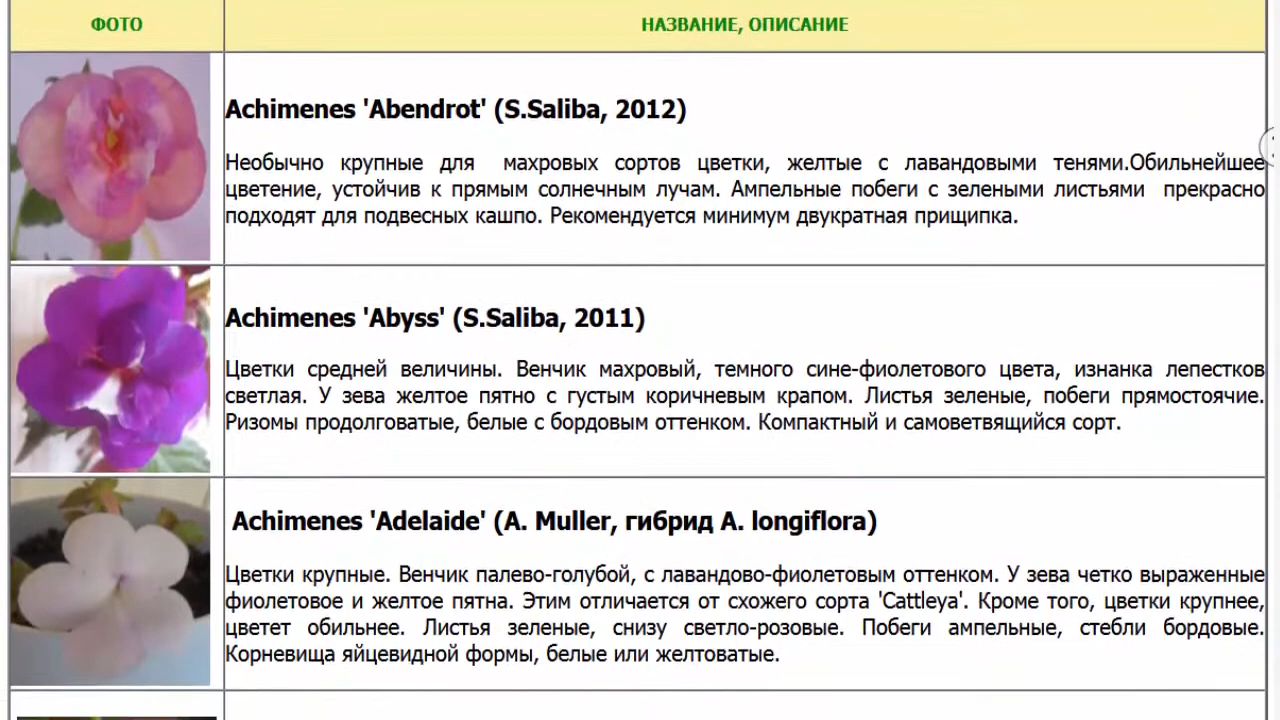 ФОТО
НАЗВАНИЕ, ОПИСАНИЕ
Achimenes 'Abendrot' (S.Saliba, 2012)
Необычно крупные для махровых сортов цветки, желтые с лавандовыми тенями.Обильнейшее
цветение, устойчив к прямым солнечным лучам. Ампельные побеги с зелеными листьями прекрасно
подходят для подвесных кашпо. Рекомендуется минимум двукратная прищипка.
Achimenes 'Abyss' (S.Saliba, 2011)
Цветки средней величины. Венчик махровый, темного сине-фиолетового цвета, изнанка лепестков
светлая. У зева желтое пятно с густым коричневым крапом. Листья зеленые, побеги прямостоячие.
Ризомы продолговатые, белые с бордовым оттенком. Компактный и самоветвящийся сорт.
Achimenes 'Adelaide' (A. Muller, гибрид A. longiflora)
Цветки крупные. Венчик палево-голубой, с лавандово-фиолетовым оттенком. У зева четко выраженные
фиолетовое и желтое пятна. Этим отличается от схожего сорта 'Cattleya'. Кроме того, цветки крупнее,
цветет обильнее. Листья зеленые, снизу светло-розовые. Побеги ампельные, стебли бордовые.
Корневища яйцевидной формы, белые или желтоватые.